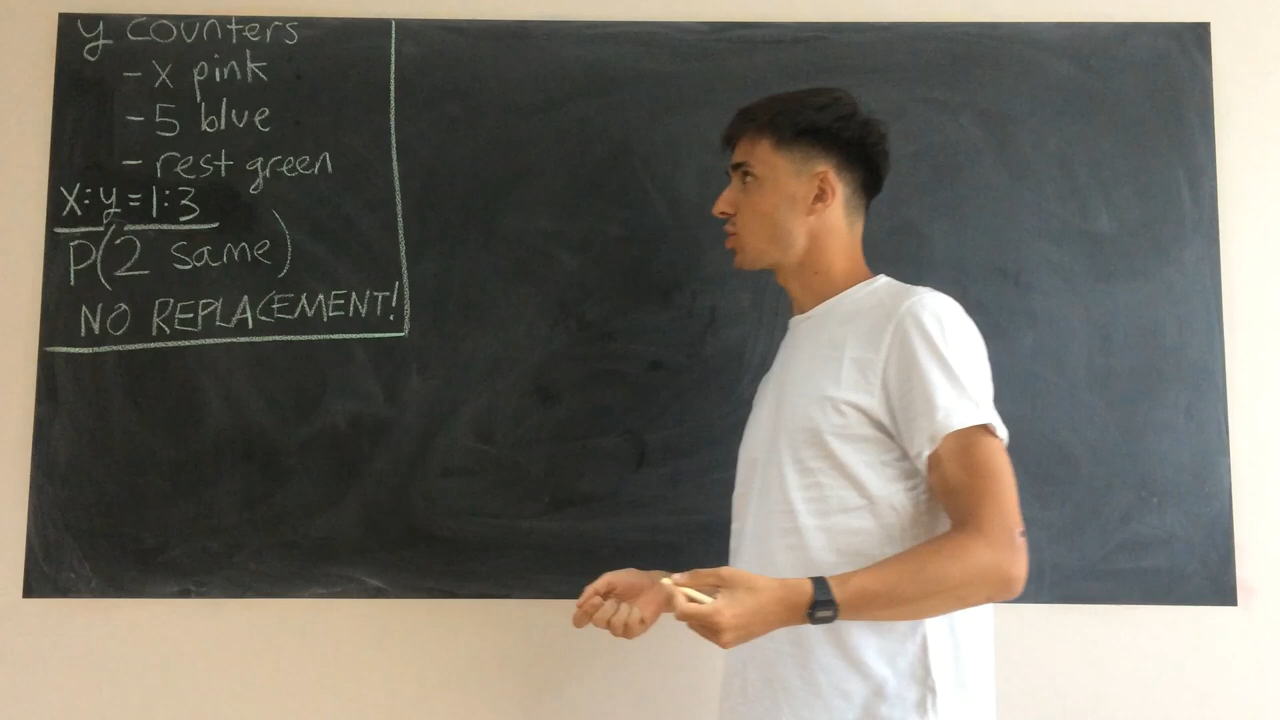 y counters
- x pink
- 5 blue
- rest green
x:y = 1:3
P(2 same)
NO REPLACEMENT!